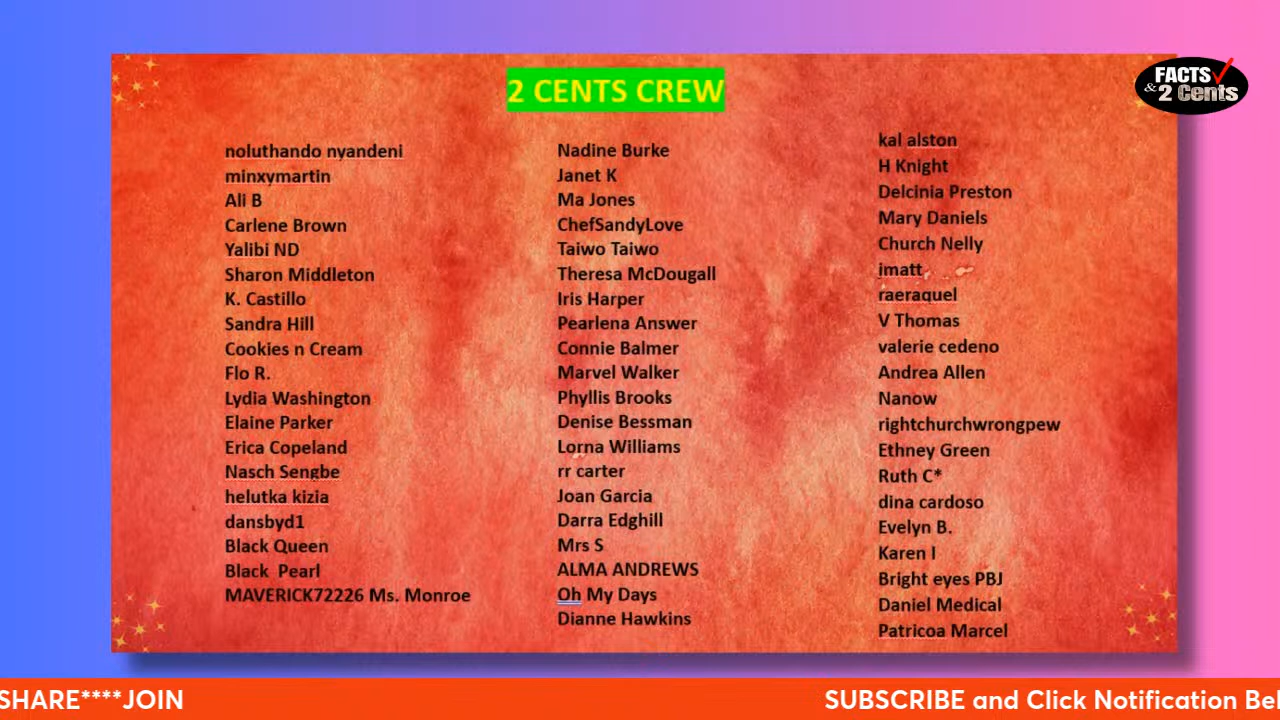 2 CENTS CREW
FACTS
& 2 Cents
noluthando nyandeni
minxymartin
Ali B
Carlene Brown
Yalibi ND
Sharon Middleton
K. Castillo
Sandra Hill
Cookies n Cream
Flo R.
Lydia Washington
Elaine Parker
Erica Copeland
Nasch Sengbe
helutka kizia
dansbyd1
Black Queen
Black  Pearl
MAVERICK72226 Ms. Monroe
Nadine Burke
Janet K
Ma Jones
ChefSandyLove
Taiwo Taiwo
Theresa McDougall
Iris Harper
Pearlena Answer
Connie Balmer
Marvel Walker
Phyllis Brooks
Denise Bessman
Lorna Williams
rr carter
Joan Garcia
Darra Edghill
Mrs S
ALMA ANDREWS
Oh My Days
Dianne Hawkins
kal alston
H Knight
Delcinia Preston
Mary Daniels
Church Nelly
imatt
raeraquel
V Thomas
valerie cedeno
Andrea Allen
Nanow
rightchurchwrongpew
Ethney Green
Ruth C*
dina cardoso
Evelyn B.
Karen I
Bright eyes PBJ
Daniel Medical
Patricoa Marcel
SHARE****JOIN
SUBSCRIBE and Click Notification Bel